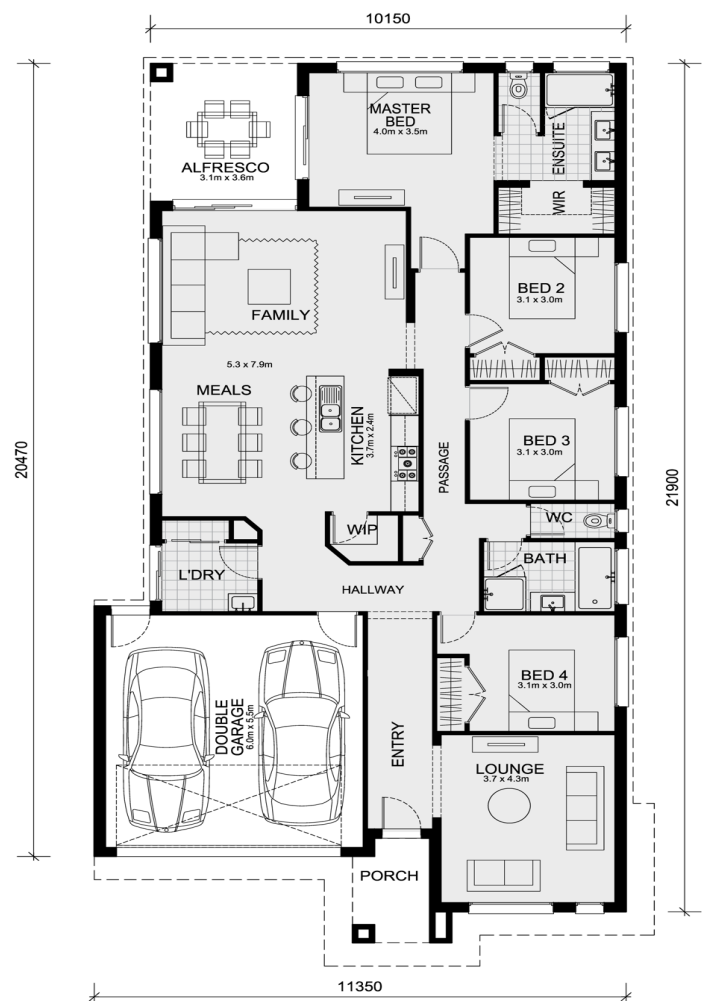 10150
MASTER
BED
4.0m x 3.5m
ENSUITE
ALFRESCO
3.1m x 3.6m
WIR
BED 2
3.1 x 3.0m
FAMILY
5.3 x 7.9m
MEALS
KITCHEN
3.7m x 2.4m
PASSAGE
BED 3
3.1 x 3.0m
20470
21900
WIP
WC
BATH
L'DRY
HALLWAY
BED 4
3.1m x 3.0m
DOUBLE
GARAGE
6.0m x 5.5m
ENTRY
LOUNGE
3.7 x 4.3m
PORCH
11350